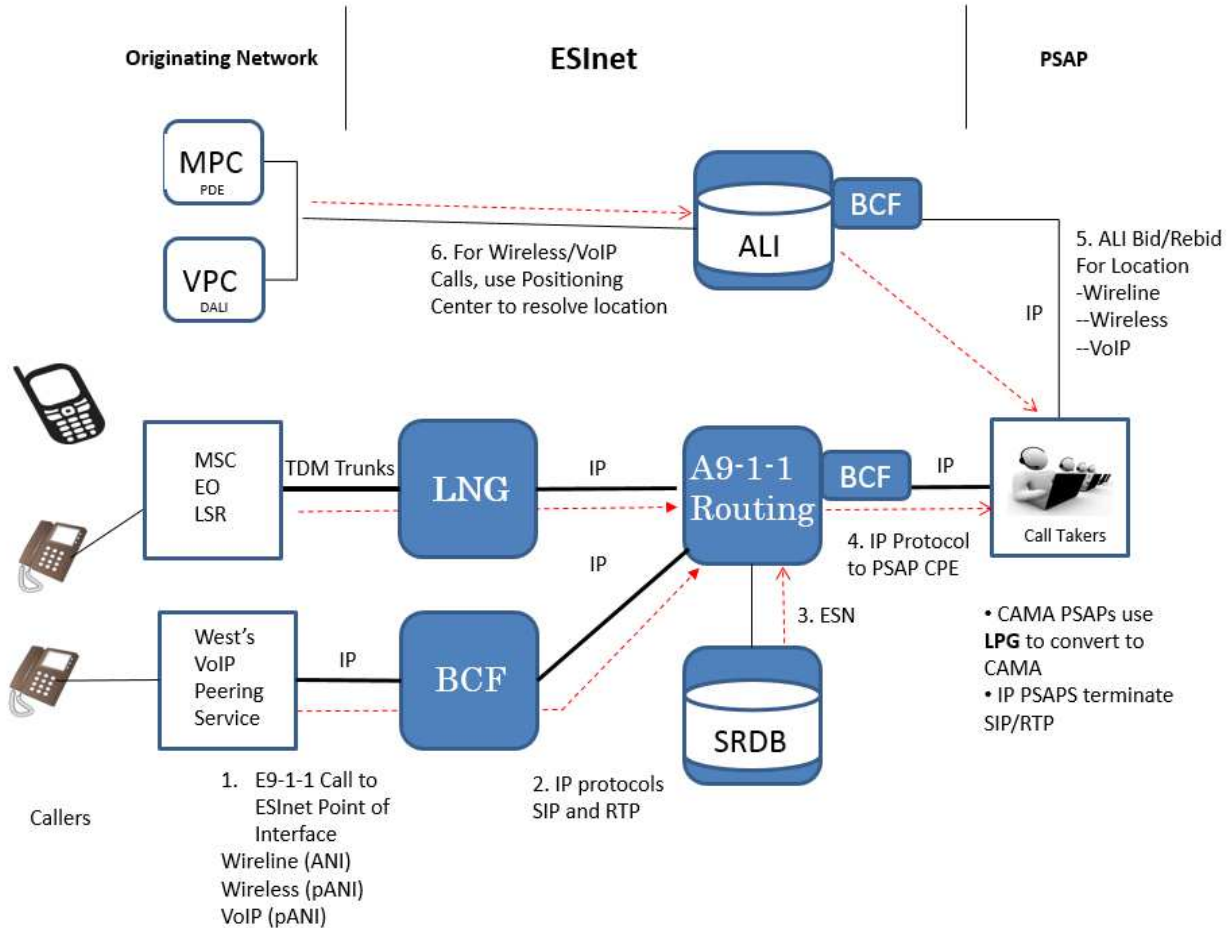 Originating Network
ESInet
PSAP
MPC
PDE
VPC
DALI
ALI
BCF
6. For Wireless/VoIP
Calls, use Positioning
Center to resolve location
IP
5. ALI Bid/Rebid
For Location
-Wireline
--Wireless
--VoIP
MSC
EO
LSR
TDM Trunks
LNG
IP
A9-1-1
Routing
BCF
IP
Call Takers
4. IP Protocol
to PSAP CPE
IP
West's
VoIP
Peering
Service
IP
BCF
3. ESN
SRDB
• CAMA PSAPs use
LPG to convert to
CAMA
• IP PSAPS terminate
SIP/RTP
Callers
1. E9-1-1 Call to
ESInet Point of
Interface
Wireline (ANI)
Wireless (pANI)
VoIP (pANI)
2. IP protocols
SIP and RTP